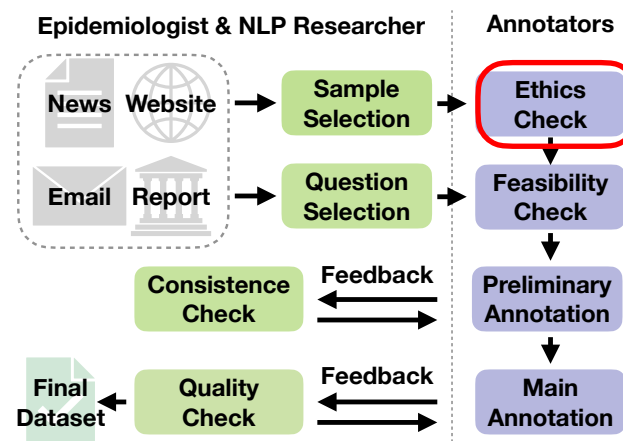 Epidemiologist & NLP Researcher
Annotators
News
Website
Sample
Selection
Ethics
Check
Email
Report
Question
Selection
Feasibility
Check
Consistence
Check
Feedback
Preliminary
Annotation
Final
Dataset
Quality
Check
Feedback
Main
Annotation